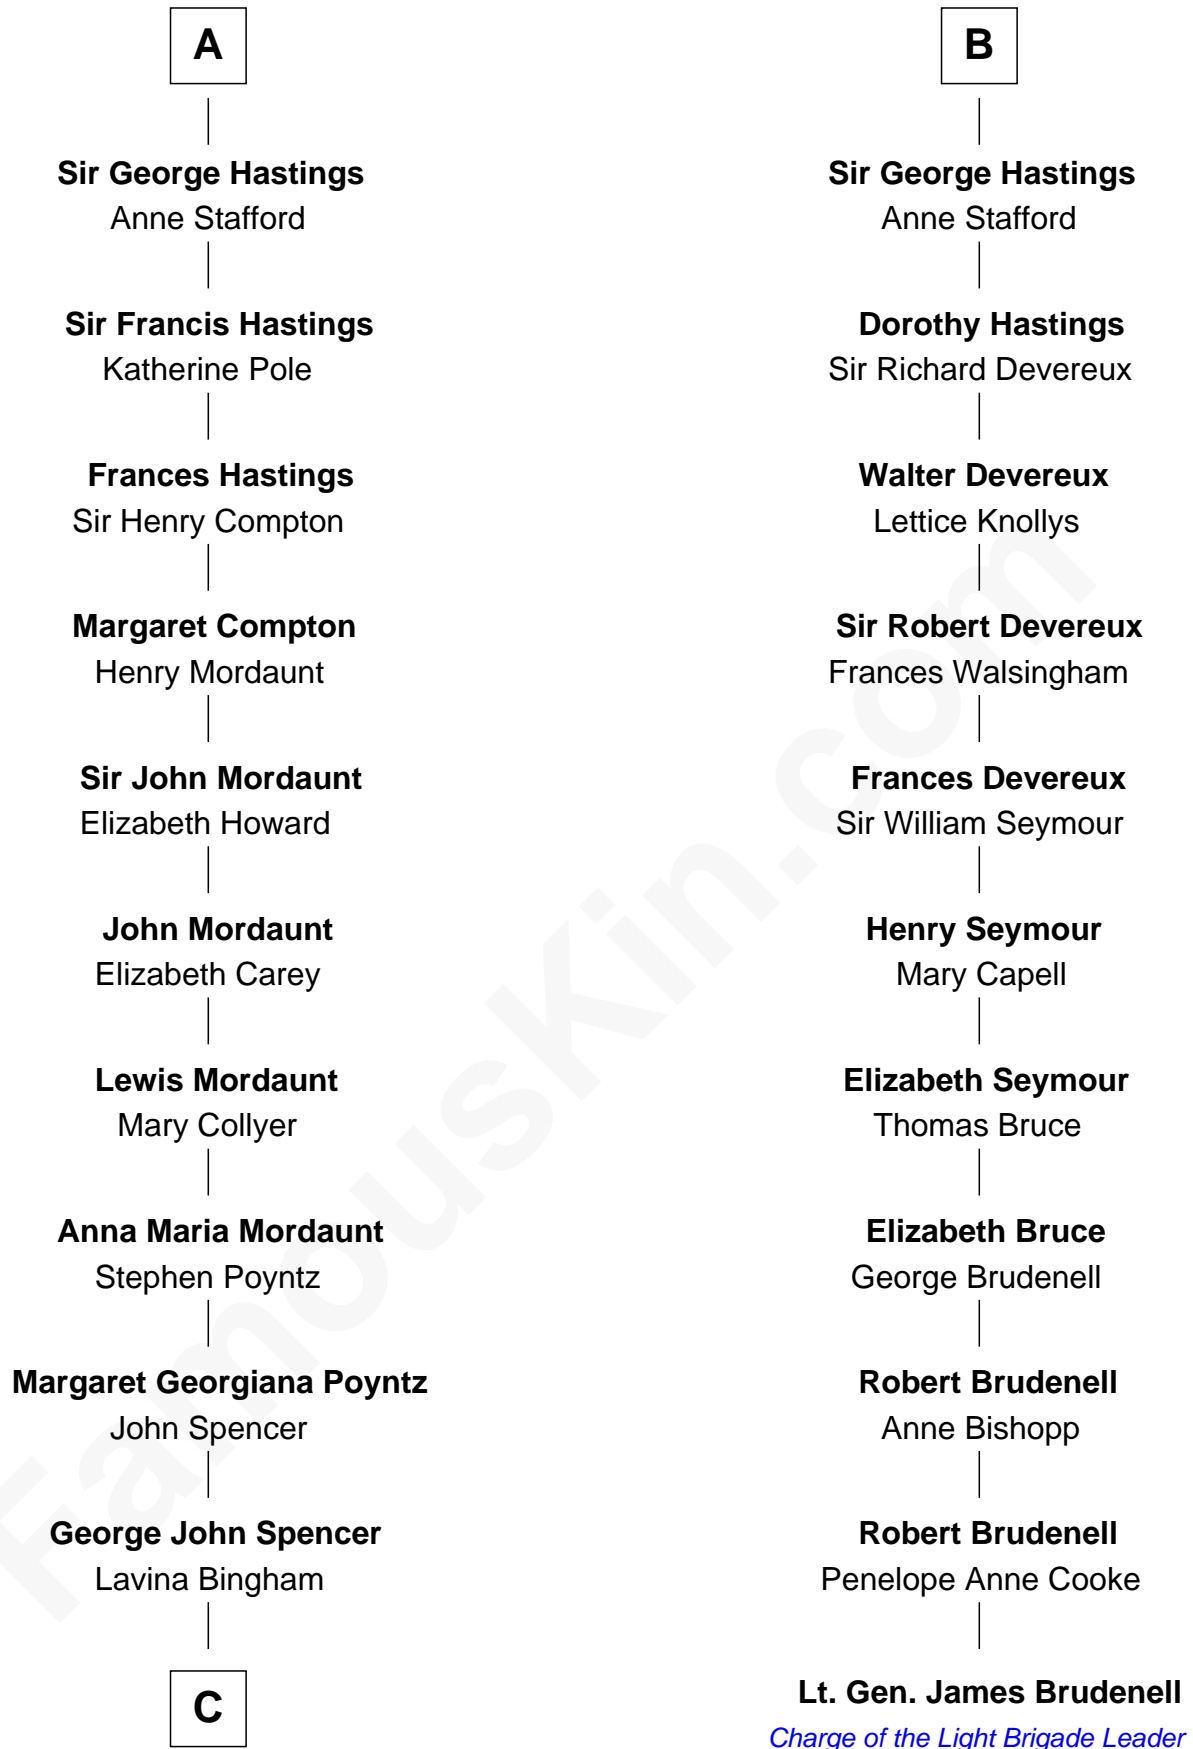 A
Sir George Hastings
Anne Stafford
Sir Francis Hastings
Katherine Pole
Frances Hastings
Sir Henry Compton
Margaret Compton
Henry Mordaunt
Sir John Mordaunt
Elizabeth Howard
John Mordaunt
Elizabeth Carey
Lewis Mordaunt
Mary Collyer
Anna Maria Mordaunt
Stephen Poyntz
Margaret Georgiana Poyntz
John Spencer
George John Spencer
Lavina Bingham
C
B
Sir George Hastings
Anne Stafford
Dorothy Hastings
Sir Richard Devereux
Walter Devereux
Lettice Knollys
Sir Robert Devereux
Frances Walsingham
Frances Devereux
Sir William Seymour
Henry Seymour
Mary Capell
Elizabeth Seymour
Thomas Bruce
Elizabeth Bruce
George Brudenell
Robert Brudenell
Anne Bishopp
Robert Brudenell
Penelope Anne Cooke
Lt. Gen. James Brudenell
Charge of the Light Brigade Leader
FamousKin.com